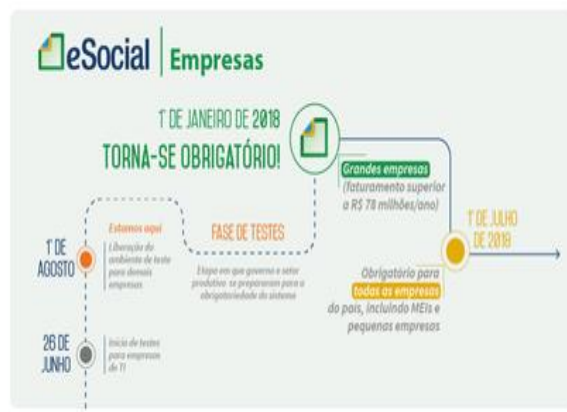 eSocial Empresas
1º DE JANEIRO DE 2018
TORNA-SE OBRIGATÓRIO!
Grandes empresas
(faturamento superior
a R$ 78 milhões/ano)
1º DE JULHO
DE 2018
Obrigatório para
todas as empresas
do país, incluindo MEIs e
pequenas empresas
FASE DE TESTES
Etapa em que governo e setor
produtivo se prepararam para a
obrigatoriedade do sistema
1º DE
AGOSTO
Estamos aqui
Liberação do
ambiente de teste
para demais
empresas
26 DE
JUNHO
Início de testes
para empresas
de TI